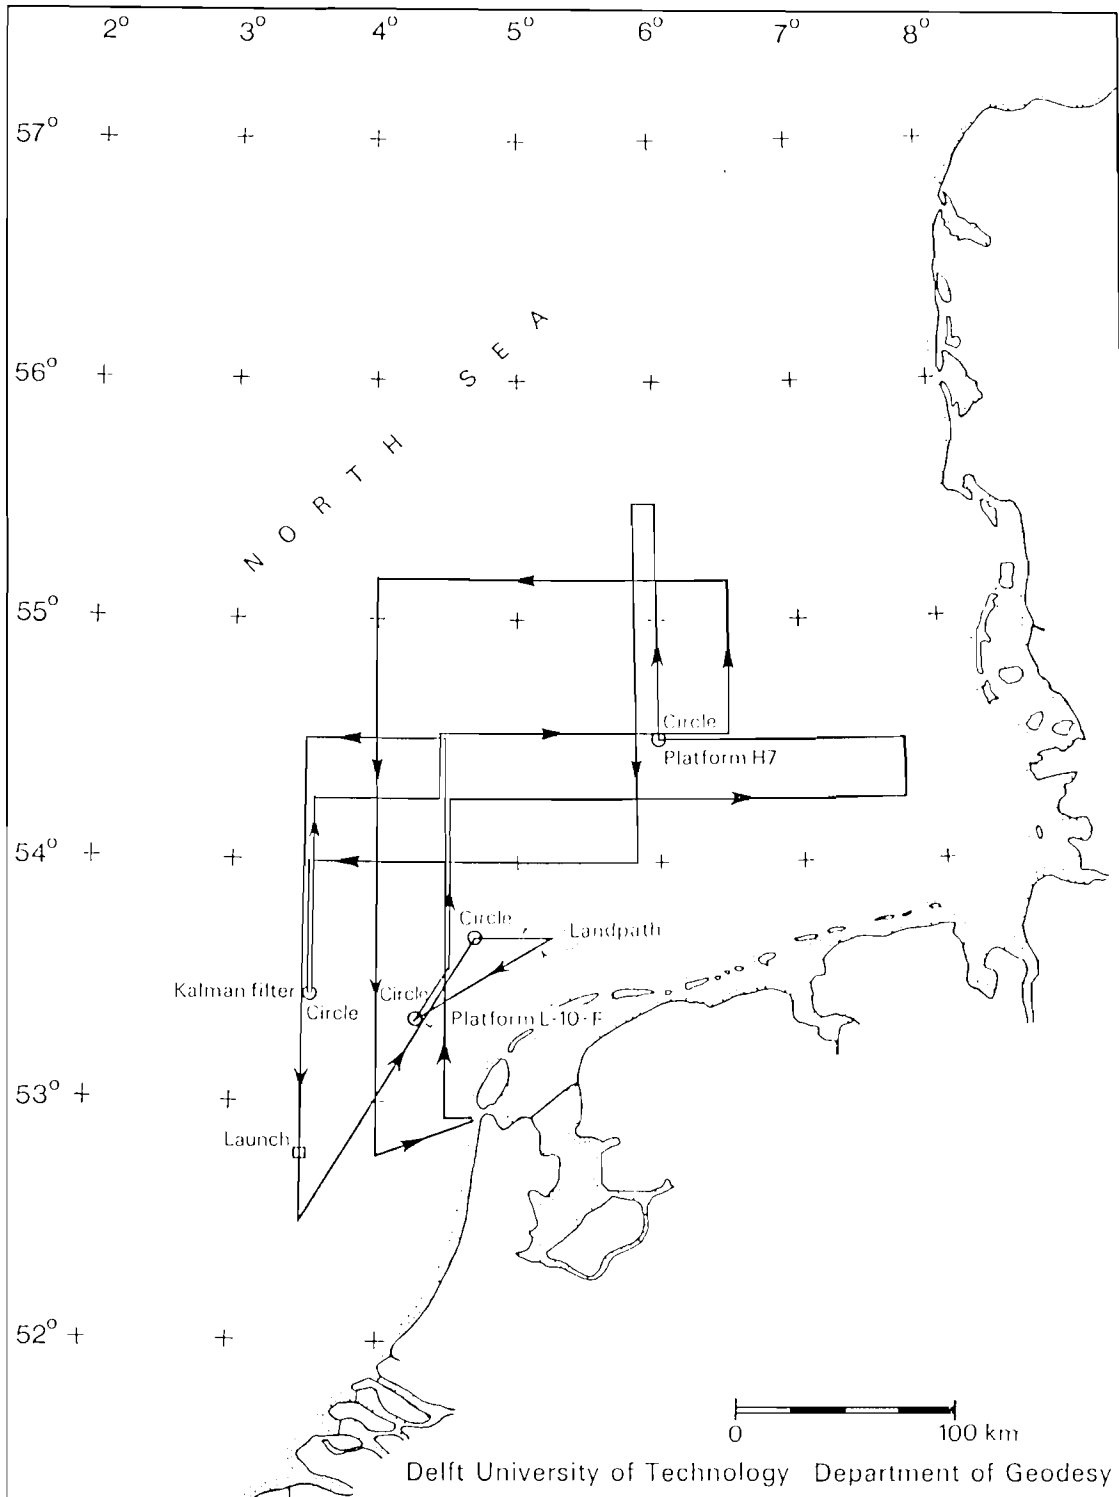 2° 3° 4° 5° 6° 7° 8°
57°
56°
NORTH SEA
55°
Circle
Platform H7
54°
Circle
Landpath
Kalman filter
Circle
Circle
Platform L-10-F
53°
Launch
52°
0 100 km
Delft University of Technology Department of Geodesy